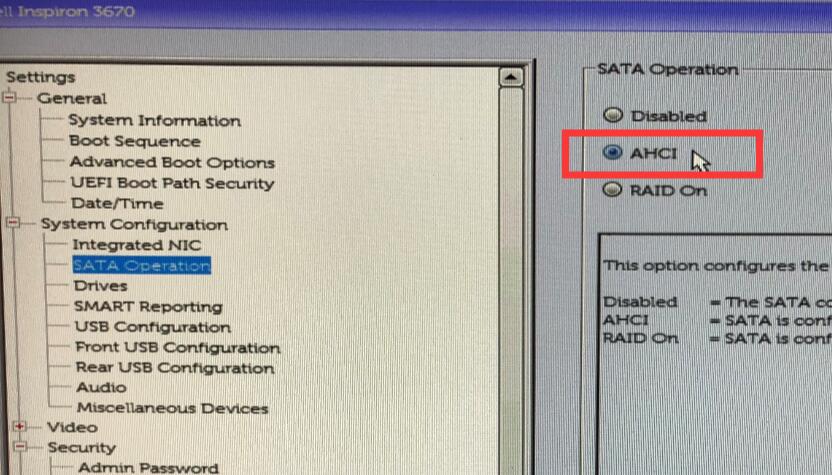 ell Inspiron 3670
Settings
General
System Information
Boot Sequence
Advanced Boot Options
UEFI Boot Path Security
Date/Time
System Configuration
Integrated NIC
SATA Operation
Drives
SMART Reporting
USB Configuration
Front USB Configuration
Rear USB Configuration
Audio
Miscellaneous Devices
Video
Security
Admin Password
SATA Operation
Disabled
AHCI
RAID On
This option configures the
Disabled = The SATA co
AHCI = SATA is conf
RAID On = SATA is conf